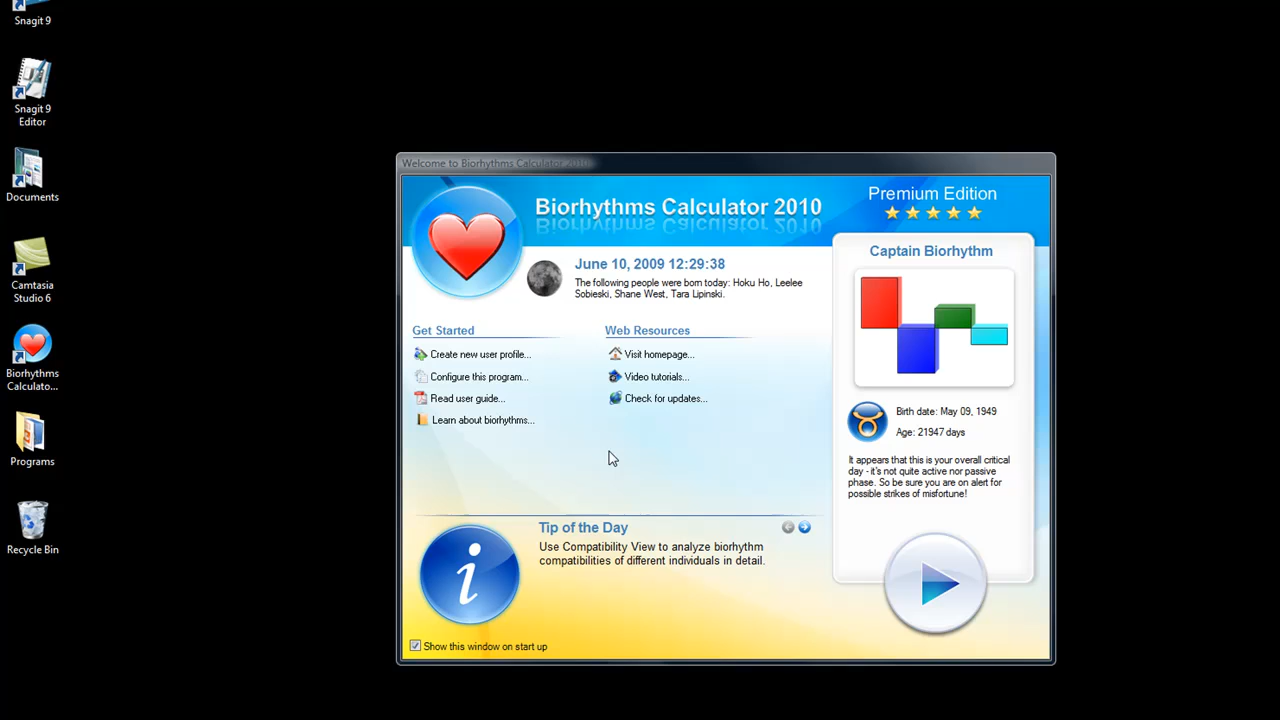 Snagit 9
Snagit 9
Editor
Documents
Camtasia
Studio 6
Biorhythms
Calculato...
Programs
Recycle Bin
Welcome to Biorhythms Calculator 2010
Biorhythms Calculator 2010
Premium Edition
June 10, 2009 12:29:38
The following people were born today: Hoku Ho, Leelee
Sobieski, Shane West, Tara Lipinski.
Get Started
Create new user profile...
Configure this program...
Read user guide...
Learn about biorhythms...
Web Resources
Visit homepage...
Video tutorials...
Check for updates...
Captain Biorhythm
Birth date: May 09, 1949
Age: 21947 days
It appears that this is your overall critical
day - it's not quite active nor passive
phase. So be sure you are on alert for
possible strikes of misfortune!
Tip of the Day
Use Compatibility View to analyze biorhythm
compatibilities of different individuals in detail.
Show this window on start up